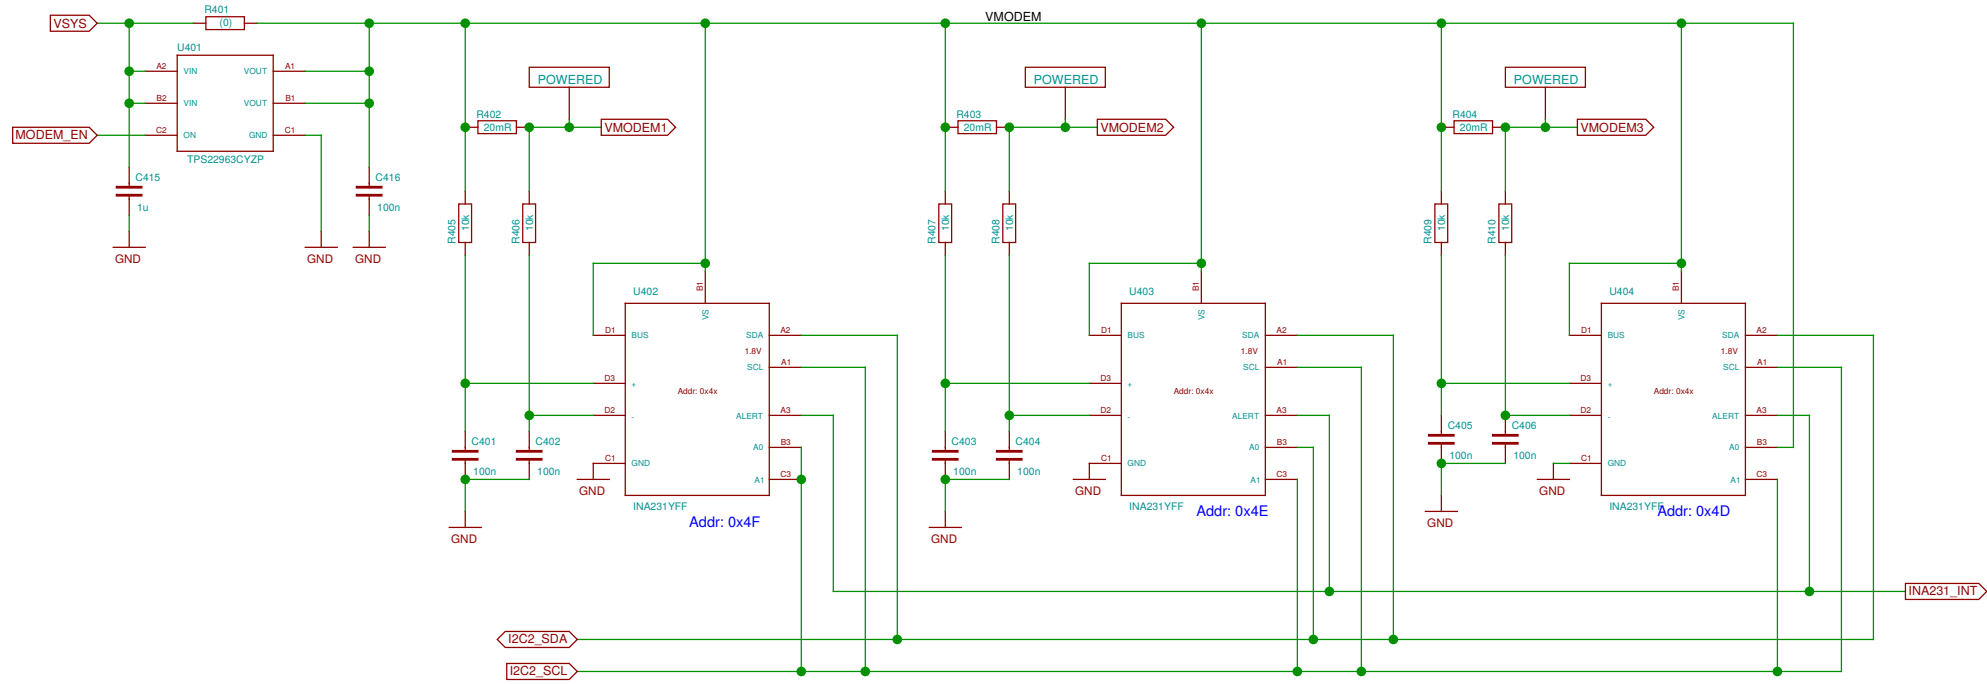 VSYS
R401
(0)
VMODEM
U401
A2 VIN VOUT A1
B2 VIN VOUT B1
MODEM_EN
C2 ON GND C1
TPS22963CYZP
C415
1u
C416
100n
GND
GND
GND
POWERED
R402
20mR
VMODEM1
R405
10k
R406
10k
U402
B1
VS
D1 BUS SDA A2
1.8V
SCL A1
D3 +
Addr: 0x4x
D2 -
ALERT A3
A0 B3
C1 GND
A1 C3
GND
INA231YFF
Addr: 0x4F
C401
100n
C402
100n
GND
POWERED
R403
20mR
VMODEM2
R407
10k
R408
10k
U403
B1
VS
D1 BUS SDA A2
1.8V
SCL A1
D3 +
Addr: 0x4x
D2 -
ALERT A3
A0 B3
C1 GND
A1 C3
GND
INA231YFF
Addr: 0x4E
C403
100n
C404
100n
GND
POWERED
R404
20mR
VMODEM3
R409
10k
R410
10k
U404
B1
VS
D1 BUS SDA A2
1.8V
SCL A1
D3 +
Addr: 0x4x
D2 -
ALERT A3
A0 B3
C1 GND
A1 C3
GND
INA231YFF
Addr: 0x4D
C405
100n
C406
100n
GND
INA231_INT
I2C2_SDA
I2C2_SCL